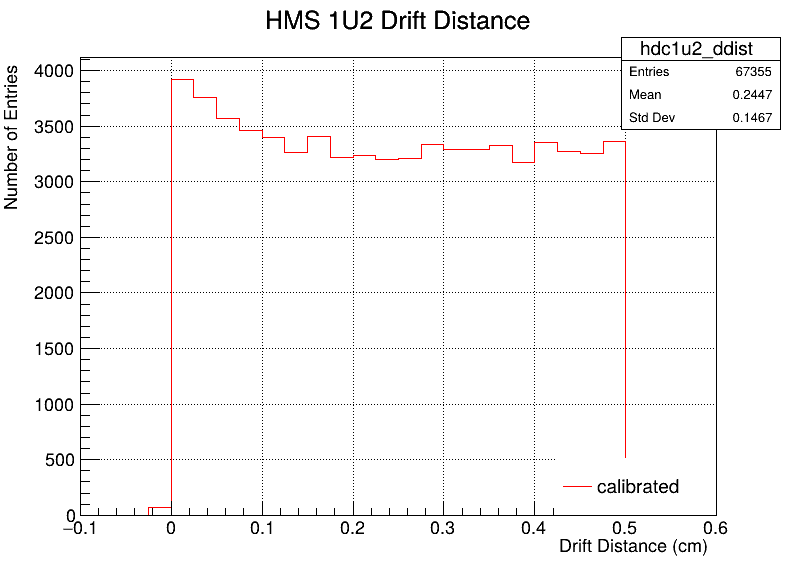 HMS 1U2 Drift Distance
hdc1u2_ddist
Entries 67355
Mean 0.2447
Std Dev 0.1467
Number of Entries
4000
3500
3000
2500
2000
1500
1000
500
0
−0.1 0 0.1 0.2 0.3 0.4 0.5 0.6
Drift Distance (cm)
calibrated